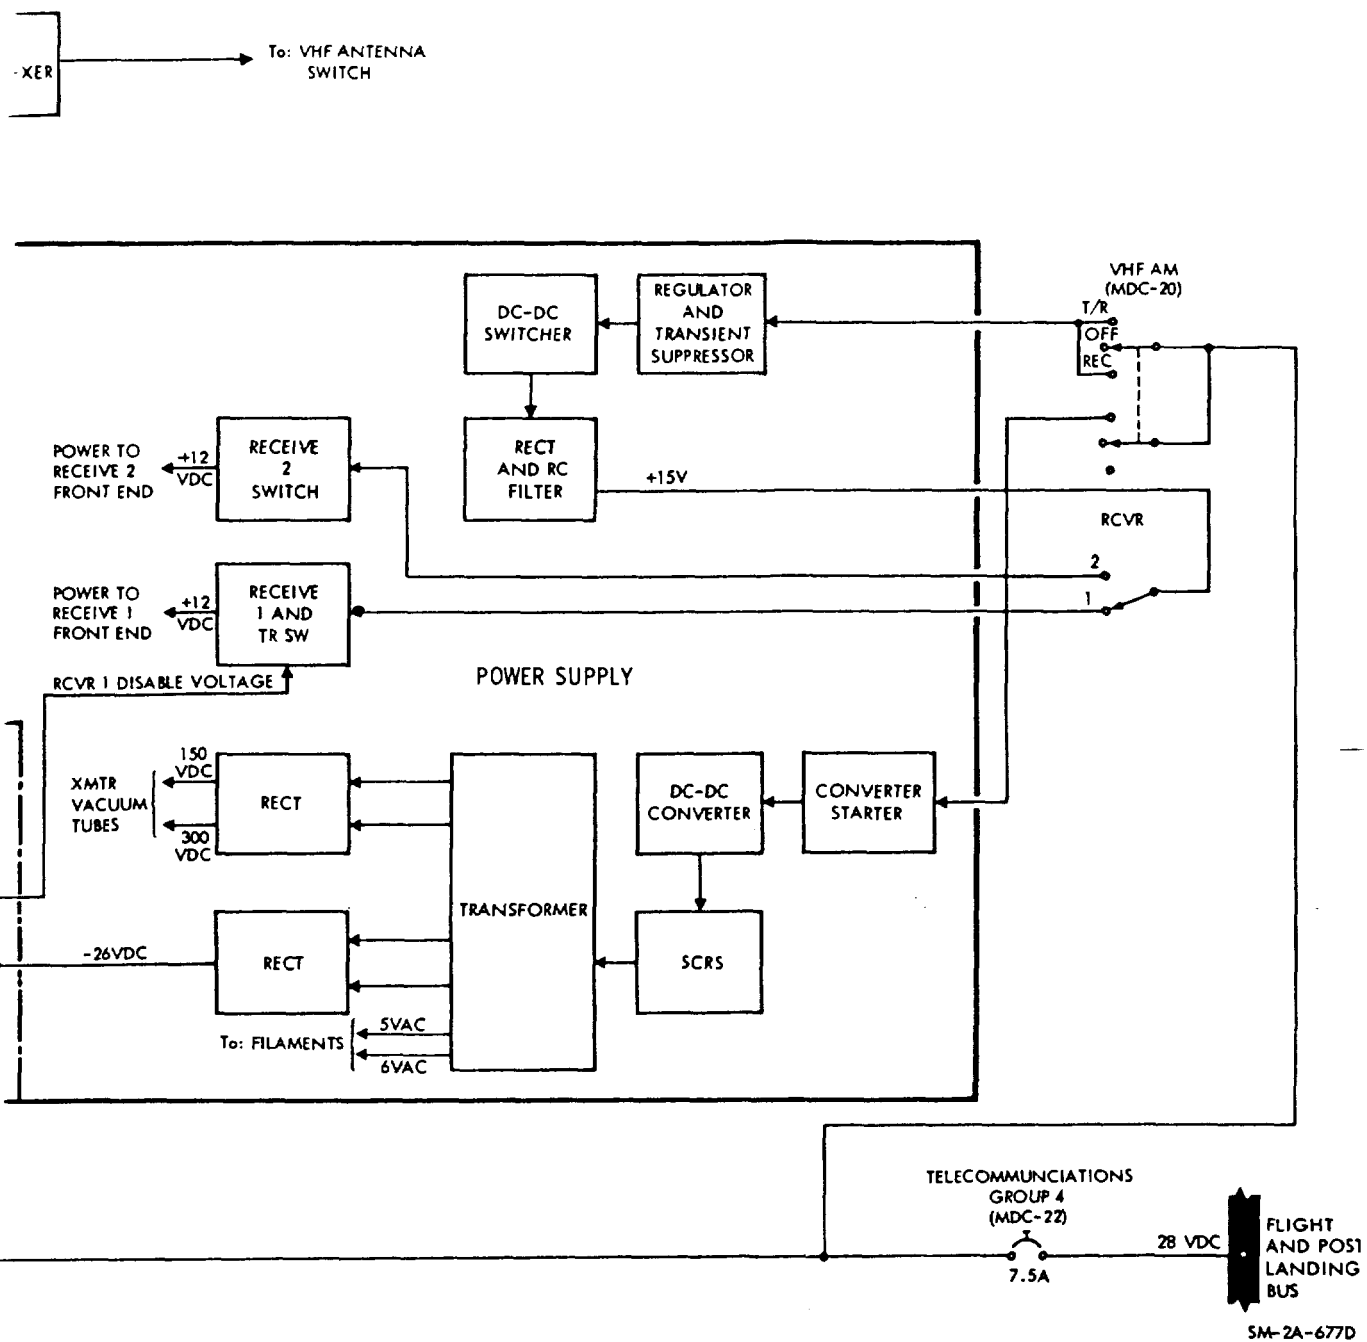 -XER
To: VHF ANTENNA
SWITCH
VHF AM
(MDC-20)
T/R
OFF
REC
DC-DC
SWITCHER
REGULATOR
AND
TRANSIENT
SUPPRESSOR
POWER TO
RECEIVE 2
FRONT END
+12
VDC
RECEIVE
2
SWITCH
RECT
AND RC
FILTER
+15V
RCVR
2
1
POWER TO
RECEIVE 1
FRONT END
+12
VDC
RECEIVE
1 AND
TR SW
RCVR 1 DISABLE VOLTAGE
POWER SUPPLY
XMTR
VACUUM
TUBES
150
VDC
300
VDC
RECT
TRANSFORMER
DC-DC
CONVERTER
CONVERTER
STARTER
-26VDC
RECT
SCRS
To: FILAMENTS
5VAC
6VAC
TELECOMMUNCIATIONS
GROUP 4
(MDC-22)
7.5A
28 VDC
FLIGHT
AND POST
LANDING
BUS
SM-2A-677D